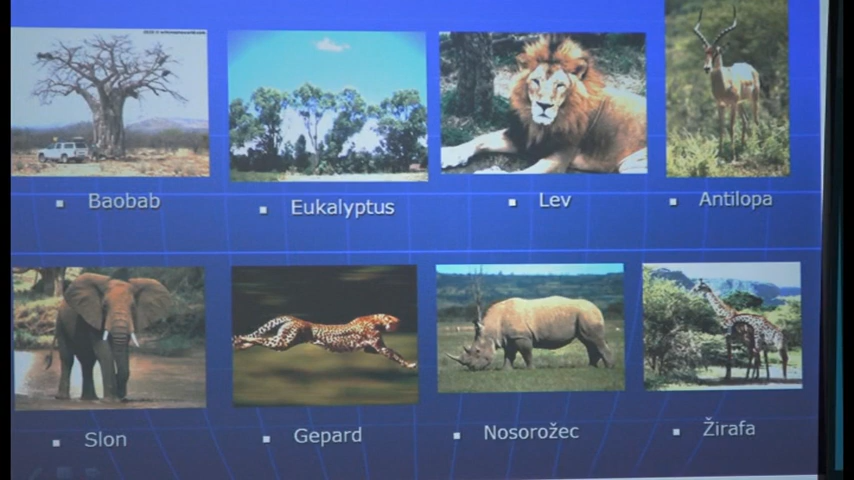 Baobab
Eukalyptus
Lev
Antilopa
Slon
Gepard
Nosorožec
Žirafa